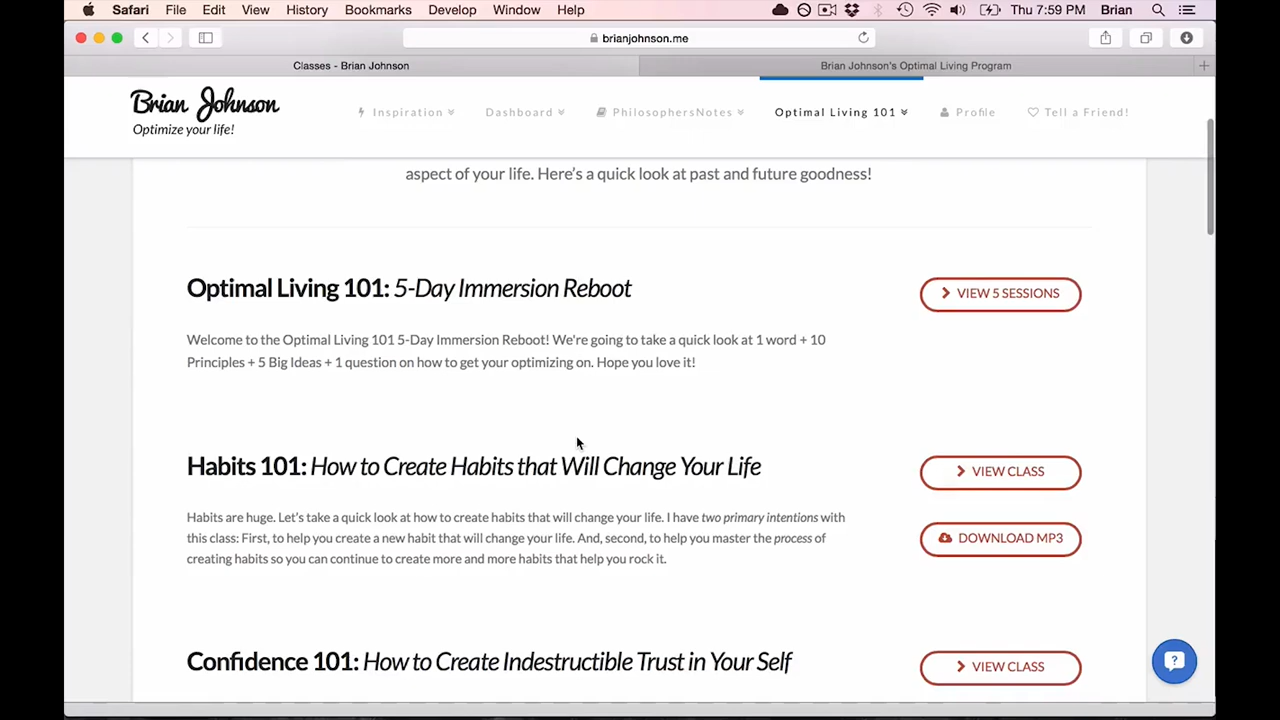 Safari File Edit View History Bookmarks Develop Window Help Thu 7:59 PM Brian
brianjohnson.me
Classes - Brian Johnson Brian Johnson's Optimal Living Program
Brian Johnson
Optimize your life!
Inspiration Dashboard PhilosophersNotes Optimal Living 101 Profile Tell a Friend!
aspect of your life. Here's a quick look at past and future goodness!
Optimal Living 101: 5-Day Immersion Reboot
VIEW 5 SESSIONS
Welcome to the Optimal Living 101 5-Day Immersion Reboot! We're going to take a quick look at 1 word + 10
Principles + 5 Big Ideas + 1 question on how to get your optimizing on. Hope you love it!
Habits 101: How to Create Habits that Will Change Your Life
VIEW CLASS
Habits are huge. Let's take a quick look at how to create habits that will change your life. I have two primary intentions with
this class: First, to help you create a new habit that will change your life. And, second, to help you master the process of
creating habits so you can continue to create more and more habits that help you rock it.
DOWNLOAD MP3
Confidence 101: How to Create Indestructible Trust in Your Self
VIEW CLASS